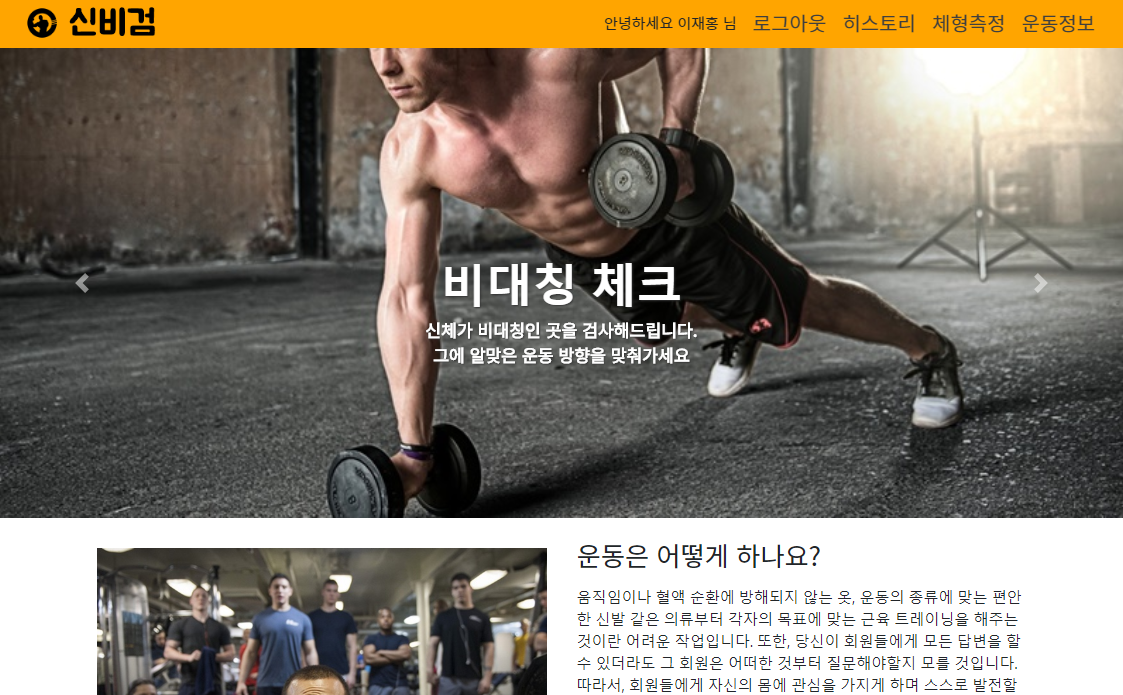 신비검
안녕하세요 이재홍 님 로그아웃 히스토리 체형측정 운동정보
비대칭 체크
신체가 비대칭인 곳을 검사해드립니다.
그에 알맞은 운동 방향을 맞춰가세요
운동은 어떻게 하나요?
움직임이나 혈액 순환에 방해되지 않는 옷, 운동의 종류에 맞는 편안
한 신발 같은 의류부터 각자의 목표에 맞는 근육 트레이닝을 해주는
것이란 어려운 작업입니다. 또한, 당신이 회원들에게 모든 답변을 할
수 있더라도 그 회원은 어떠한 것부터 질문해야할지 모를 것입니다.
따라서, 회원들에게 자신의 몸에 관심을 가지게 하며 스스로 발전할